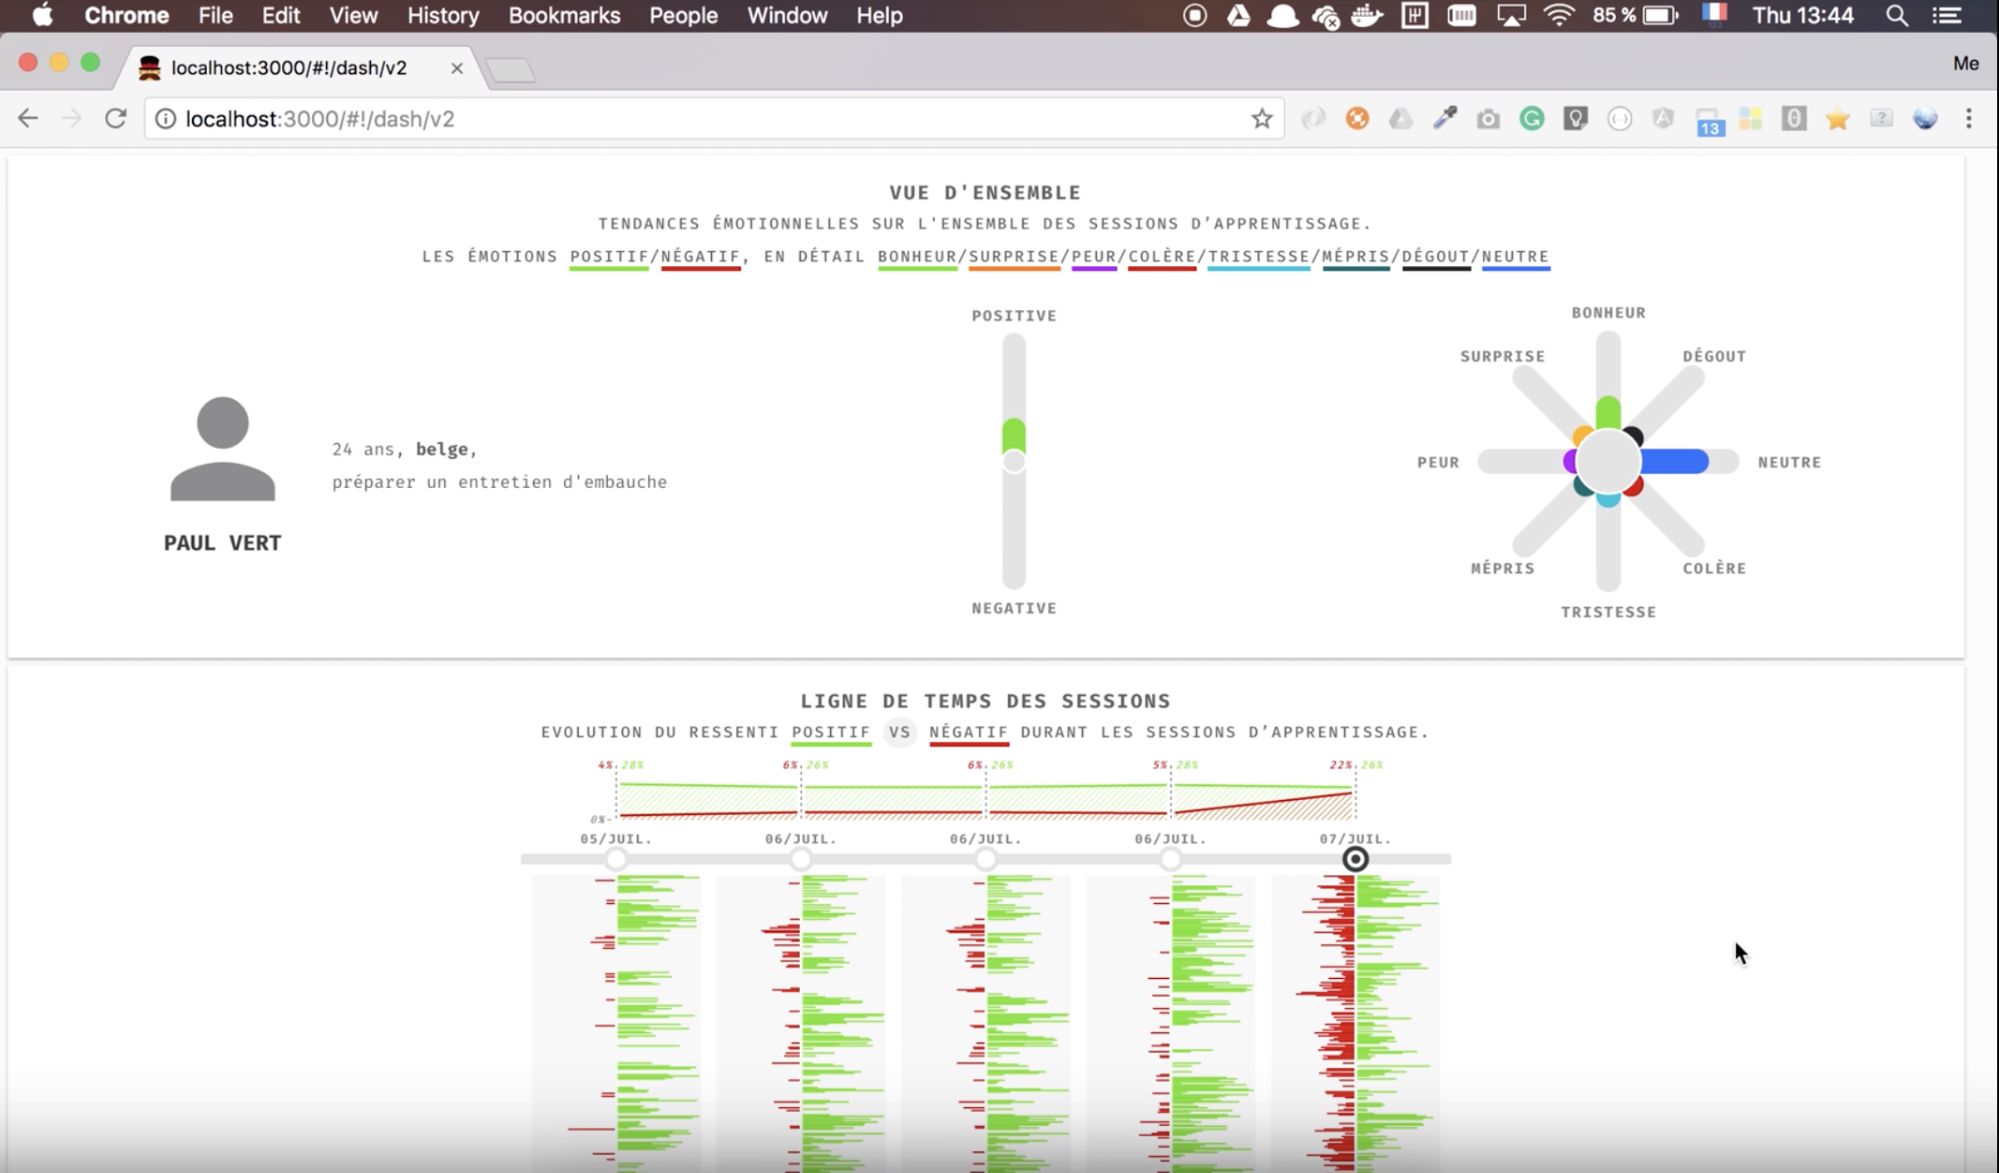 Chrome File Edit View History Bookmarks People Window Help 85 % Thu 13:44
localhost:3000/#!/dash/v2 Me
localhost:3000/#!/dash/v2 13
VUE D'ENSEMBLE
TENDANCES ÉMOTIONNELLES SUR L'ENSEMBLE DES SESSIONS D’APPRENTISSAGE.
LES ÉMOTIONS POSITIF/NÉGATIF, EN DÉTAIL BONHEUR/SURPRISE/PEUR/COLÈRE/TRISTESSE/MÉPRIS/DÉGOUT/NEUTRE
24 ans, belge,
préparer un entretien d'embauche
PAUL VERT
POSITIVE
NEGATIVE
BONHEUR
SURPRISE DÉGOUT
PEUR NEUTRE
MÉPRIS COLÈRE
TRISTESSE
LIGNE DE TEMPS DES SESSIONS
EVOLUTION DU RESSENTI POSITIF VS NÉGATIF DURANT LES SESSIONS D’APPRENTISSAGE.
4% 28% 6% 26% 6% 26% 5% 28% 22% 26%
0%-
05/JUIL. 06/JUIL. 06/JUIL. 06/JUIL. 07/JUIL.